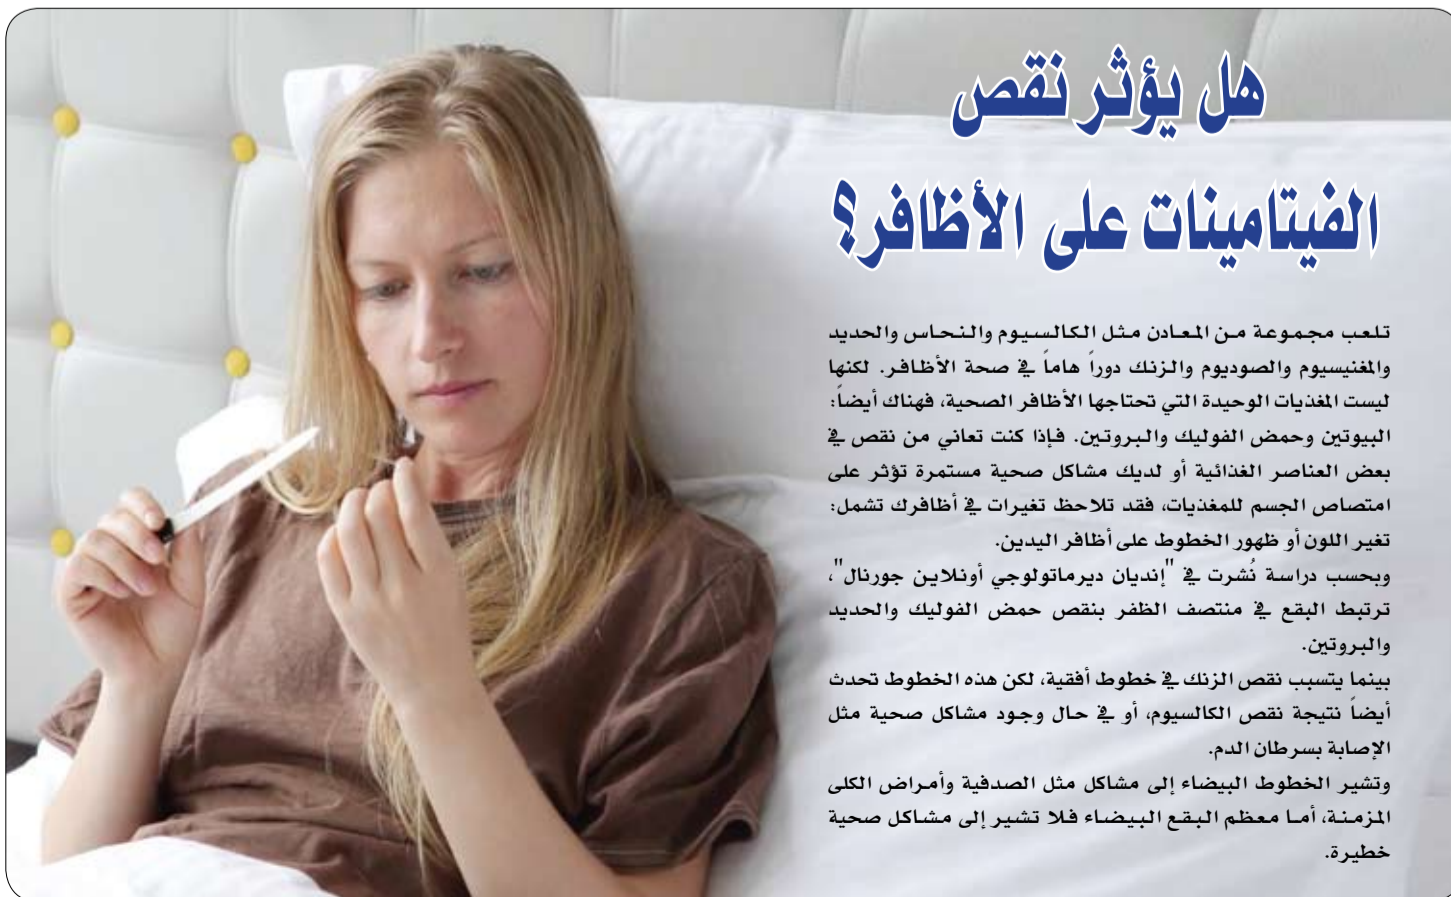 هل يؤثر نقص
الفيتامينات على الأظافر؟
تلعب مجموعة من المعادن مثل الكالسيوم والنحاس والحديد
والمغنيسيوم والصوديوم والزنك دوراً هاماً في صحة الأظافر. لكنها
ليست المغذيات الوحيدة التي تحتاجها الأظافر الصحية، فهناك أيضاً:
البيوتين وحمض الفوليك والبروتين. فإذا كنت تعاني من نقص في
بعض العناصر الغذائية أو لديك مشاكل صحية مستمرة تؤثر على
امتصاص الجسم للمغذيات، فقد تلاحظ تغيرات في أظافرك تشمل:
تغير اللون أو ظهور الخطوط على أظافر اليدين.
وبحسب دراسة نُشرت في "إنديان ديرماتولوجي أونلاين جورنال"،
ترتبط البقع في منتصف الظفر بنقص حمض الفوليك والحديد
والبروتين.
بينما يتسبب نقص الزنك في خطوط أفقية، لكن هذه الخطوط تحدث
أيضاً نتيجة نقص الكالسيوم، أو في حال وجود مشاكل صحية مثل
الإصابة بسرطان الدم.
وتشير الخطوط البيضاء إلى مشاكل مثل الصدفية وأمراض الكلى
المزمنة، أما معظم البقع البيضاء فلا تشير إلى مشاكل صحية
خطيرة.